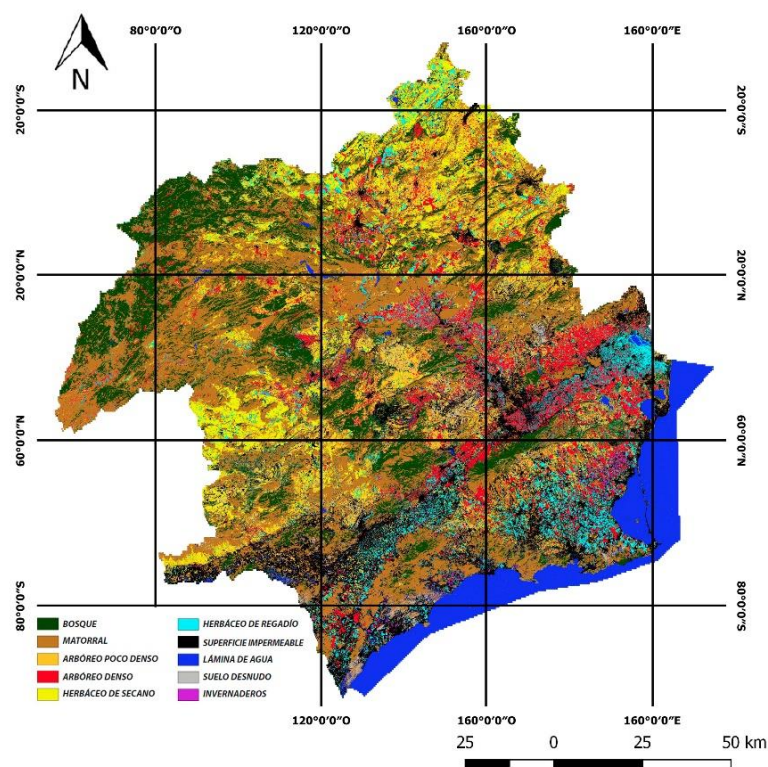 N
80°0'0"O 120°0'0"O 160°0'0"O 160°0'0"E
20°0'0"S 20°0'0"S
20°0'0"N 20°0'0"N
60°0'0"N 60°0'0"N
80°0'0"S 80°0'0"S
BOSQUE
MATORRAL
ARBÓREO POCO DENSO
ARBÓREO DENSO
HERBÁCEO DE SECANO
HERBÁCEO DE REGADÍO
SUPERFICIE IMPERMEABLE
LÁMINA DE AGUA
SUELO DESNUDO
INVERNADEROS
120°0'0"O 160°0'0"O 160°0'0"E
25 0 25 50 km